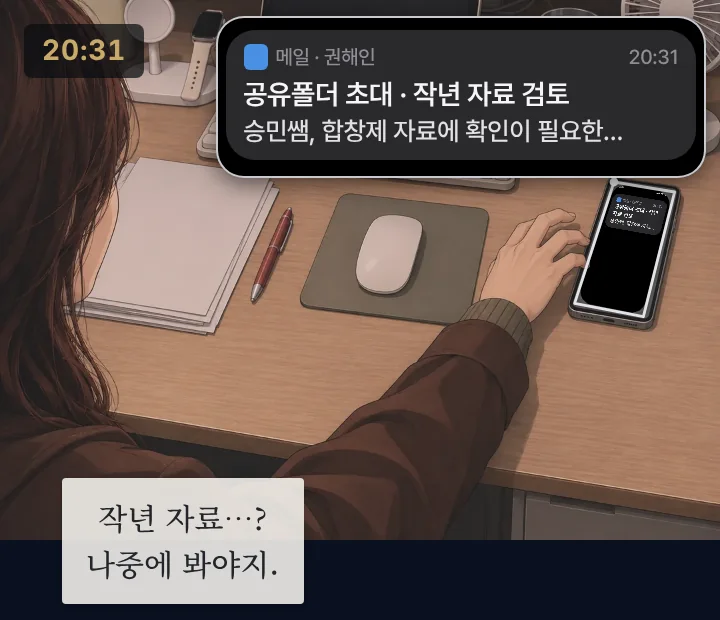 20:31
메일 · 권해인 20:31
공유폴더 초대 · 작년 자료 검토
승민쌤, 합창제 자료에 확인이 필요한...
작년 자료…?
나중에 봐야지.